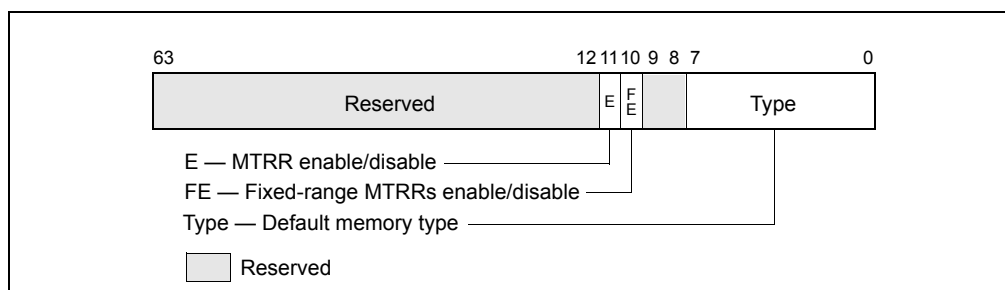 63 12 11 10 9 8 7 0
Reserved E FE Type
E — MTRR enable/disable
FE — Fixed-range MTRRs enable/disable
Type — Default memory type
Reserved